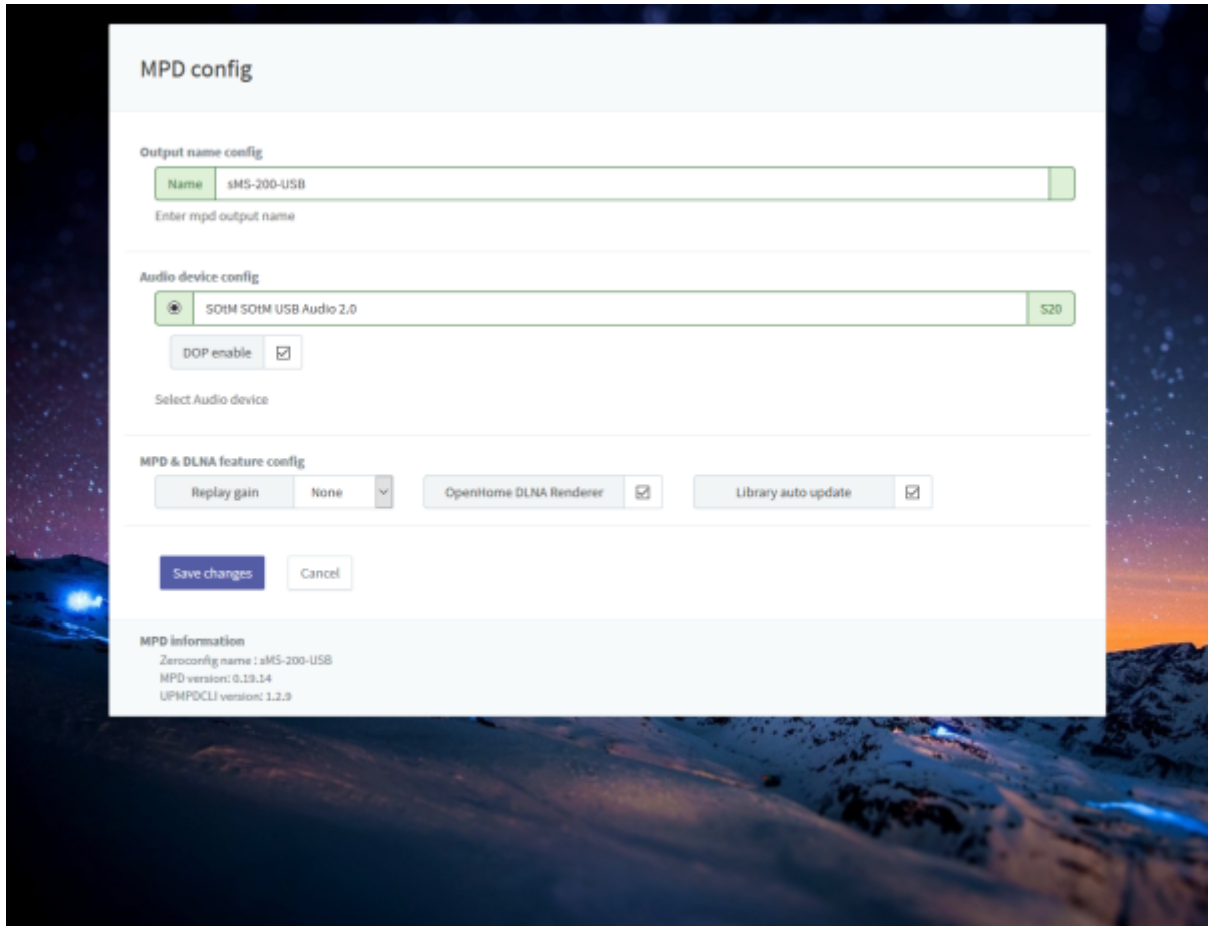 MPD config
Output name config
Name sMS-200-USB
Enter mpd output name
Audio device config
SOtM SOtM USB Audio 2.0 S20
DOP enable
Select Audio device
MPD & DLNA feature config
Replay gain None OpenHome DLNA Renderer Library auto update
Save changes Cancel
MPD information
Zeroconfig name : sMS-200-USB
MPD version: 0.19.14
UPMPDCLI version: 1.2.9